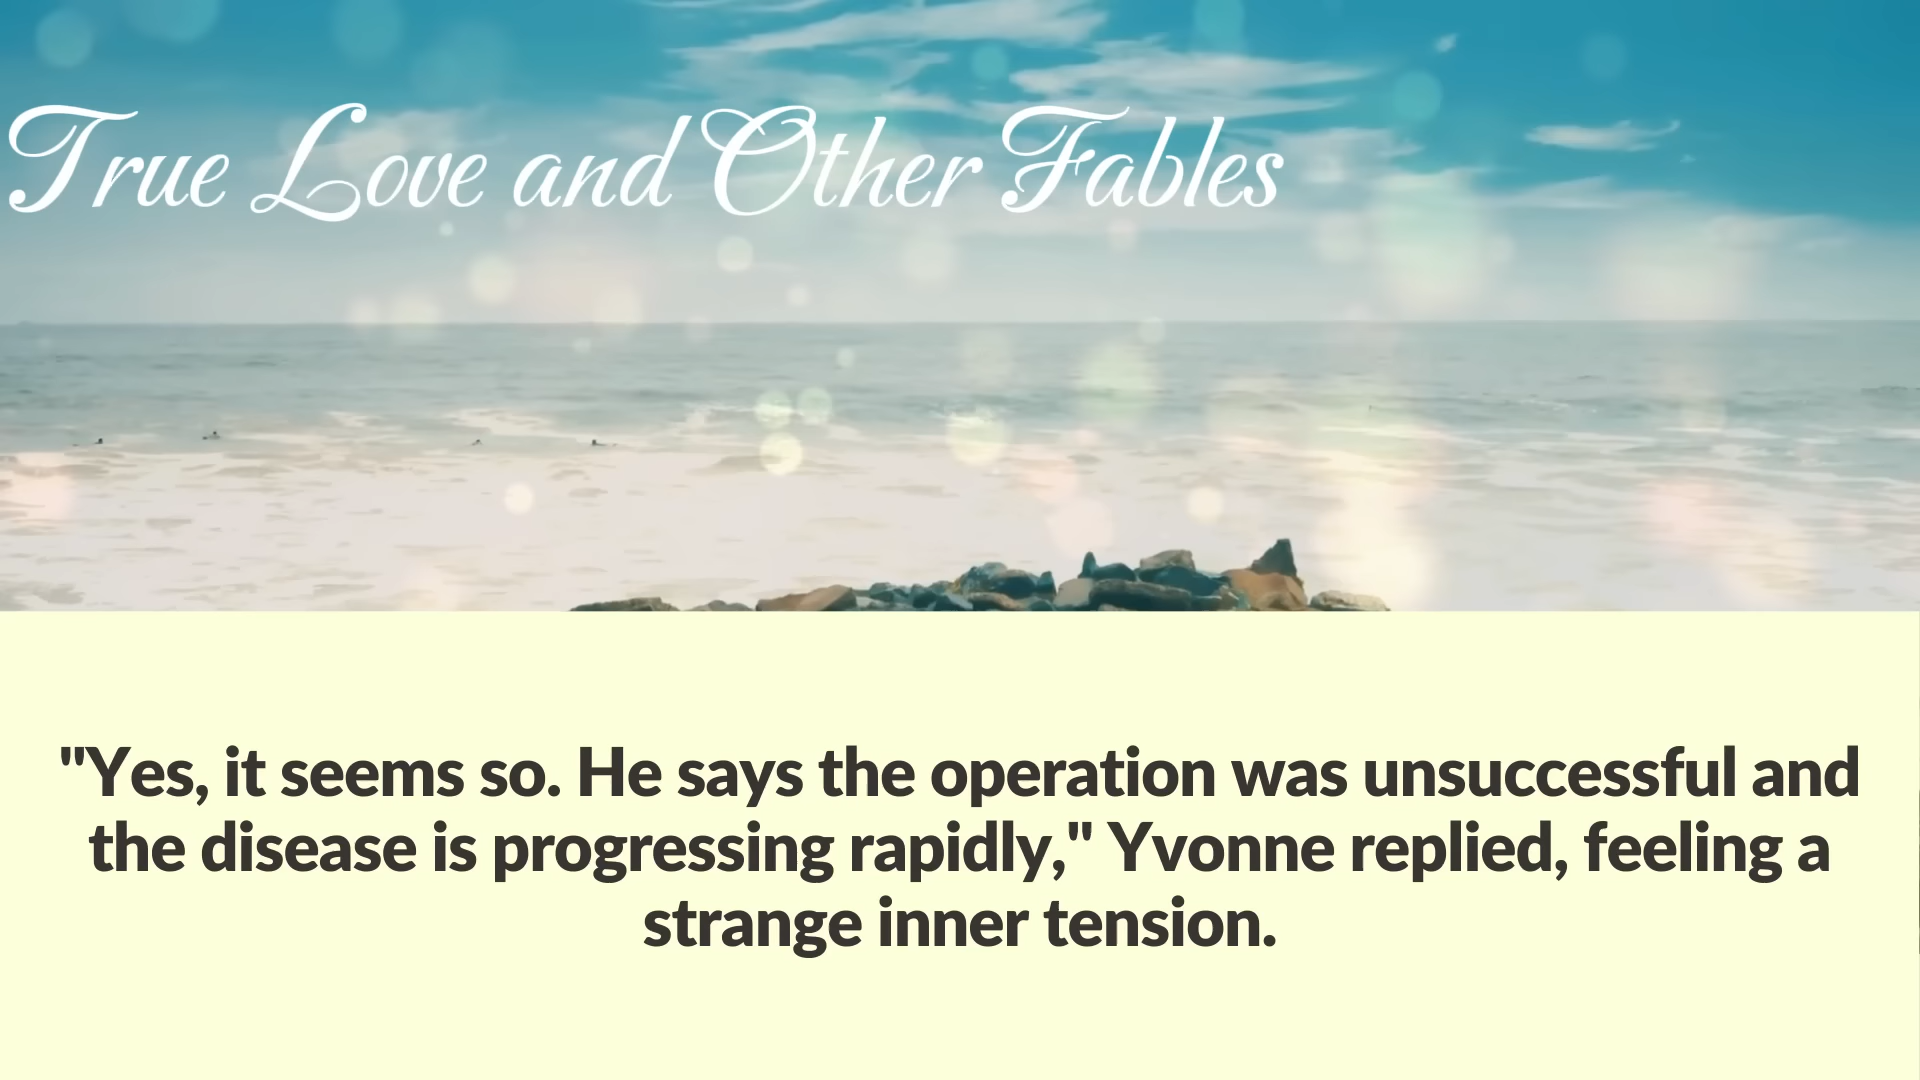 True Love and Other Fables
"Yes, it seems so. He says the operation was unsuccessful and
the disease is progressing rapidly," Yvonne replied, feeling a
strange inner tension.